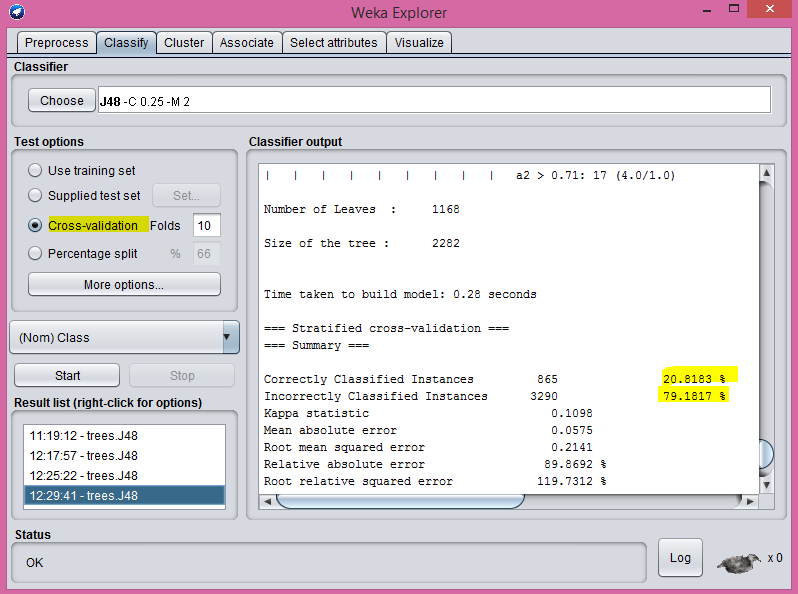 Weka Explorer
Preprocess Classify Cluster Associate Select attributes Visualize
Classifier
Choose J48 -C 0.25 -M 2
Test options
Use training set
Supplied test set Set...
Cross-validation Folds 10
Percentage split % 66
More options...
(Nom) Class
Start Stop
Result list (right-click for options)
11:19:12 - trees.J48
12:17:57 - trees.J48
12:25:22 - trees.J48
12:29:41 - trees.J48
Classifier output
| | | | | | | | | a2 > 0.71: 17 (4.0/1.0)
Number of Leaves : 1168
Size of the tree : 2282
Time taken to build model: 0.28 seconds
=== Stratified cross-validation ===
=== Summary ===
Correctly Classified Instances 865 20.8183 %
Incorrectly Classified Instances 3290 79.1817 %
Kappa statistic 0.1098
Mean absolute error 0.0575
Root mean squared error 0.2141
Relative absolute error 89.8692 %
Root relative squared error 119.7312 %
Status
OK
Log x 0